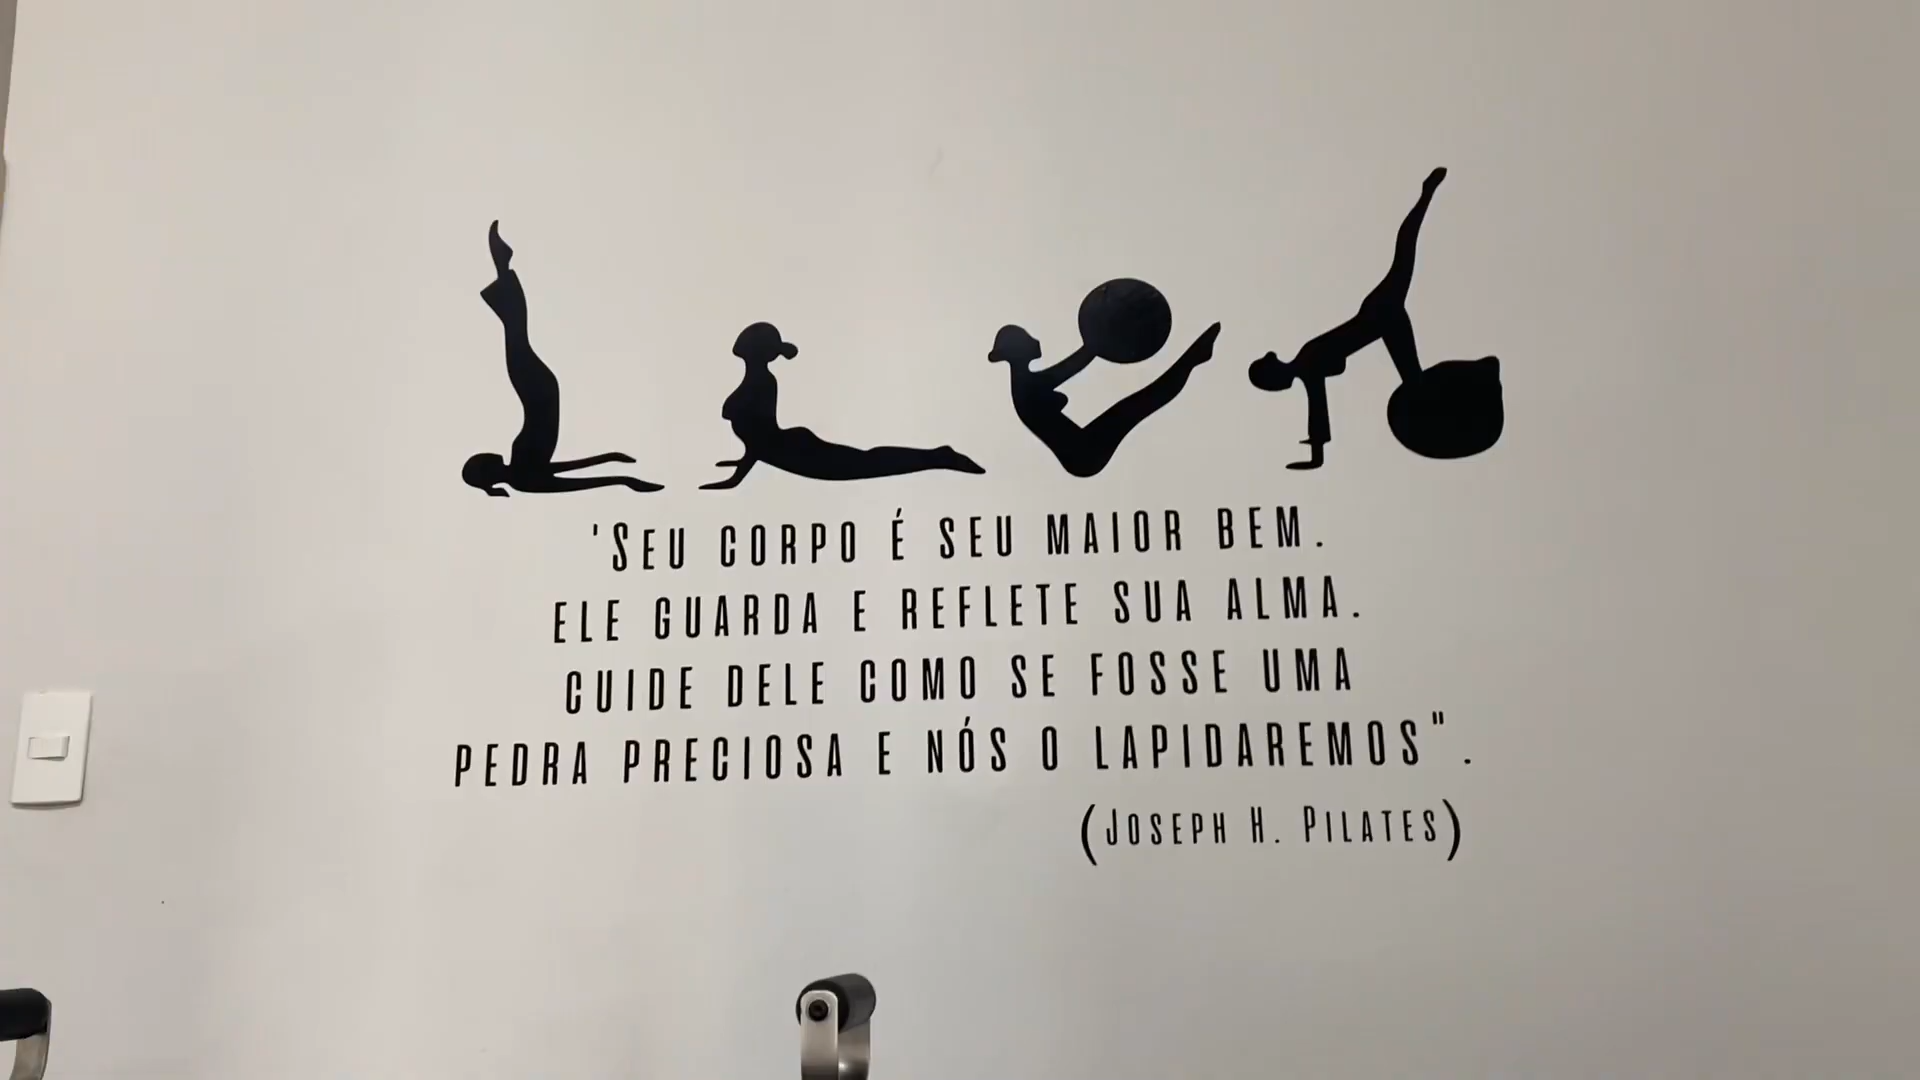 'SEU CORPO É SEU MAIOR BEM.
ELE GUARDA E REFLETE SUA ALMA.
CUIDE DELE COMO SE FOSSE UMA
PEDRA PRECIOSA E NÓS O LAPIDAREMOS".
(JOSEPH H. PILATES)